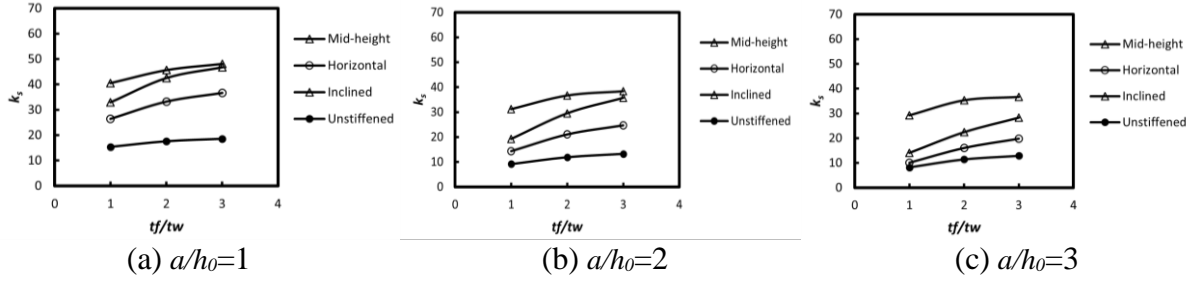 70
60
50
40
30
20
10
0
kₛ
0 1 2 3 4
tf/tw
Mid-height
Horizontal
Inclined
Unstiffened
(a) a/h₀=1
70
60
50
40
30
20
10
0
kₛ
0 1 2 3 4
tf/tw
Mid-height
Horizontal
Inclined
Unstiffened
(b) a/h₀=2
70
60
50
40
30
20
10
0
kₛ
0 1 2 3 4
tf/tw
Mid-height
Horizontal
Inclined
Unstiffened
(c) a/h₀=3